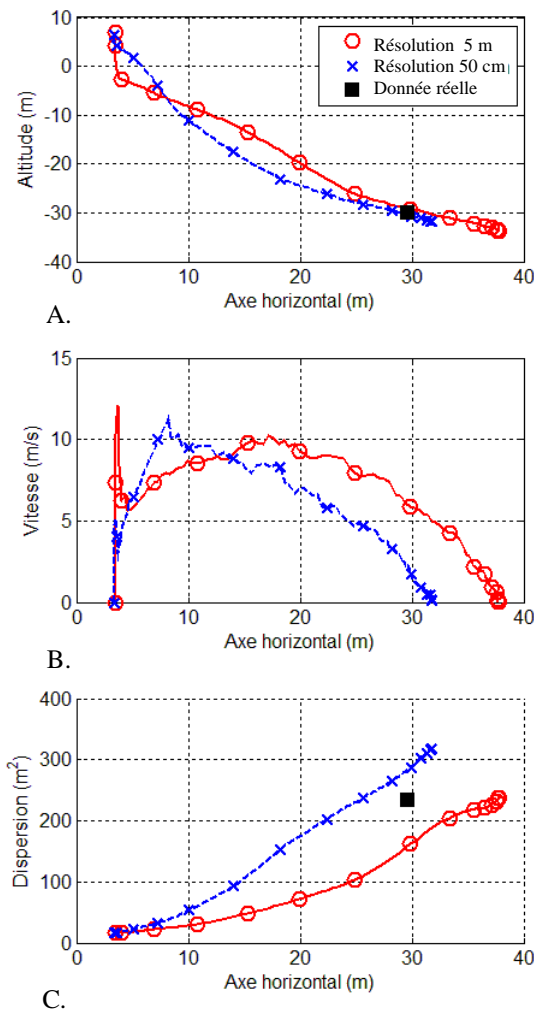 10
0
-10
-20
-30
-40
Altitude (m)
Résolution 5 m
Résolution 50 cm
Donnée réelle
0 10 20 30 40
Axe horizontal (m)
A.
15
10
5
0
Vitesse (m/s)
0 10 20 30 40
Axe horizontal (m)
B.
400
300
200
100
0
Dispersion (m²)
0 10 20 30 40
Axe horizontal (m)
C.